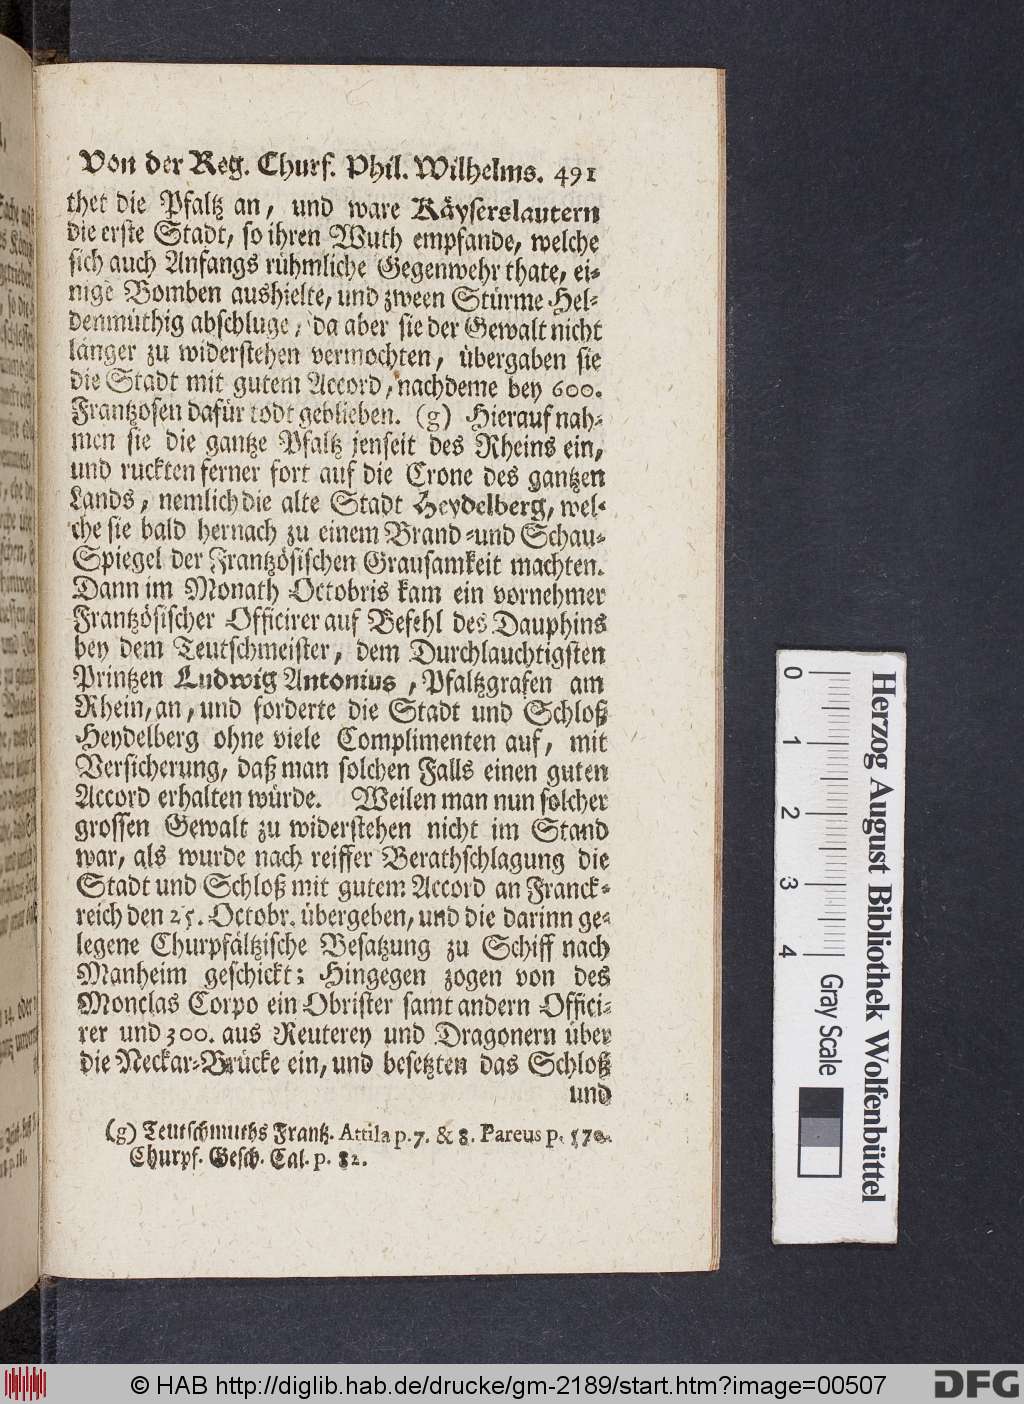 Von der Reg. Churf. Phil. Wilhelms. 491
thet die Pfaltz an, und ware Käyserslautern
die erste Stadt, so ihren Wuth empfande, welche
sich auch Anfangs rühmliche Gegenwehr thate, ei-
nige Bomben aushielte, und zween Stürme Hel-
denmüthig abschluge, da aber sie der Gewalt nicht
länger zu widerstehen vermochten, übergaben sie
die Stadt mit gutem Accord, nachdeme bey 600.
Frantzosen dafür todt geblieben. (g) Hierauf nah-
men sie die gantze Pfaltz jenseit des Rheins ein,
und ruckten ferner fort auf die Crone des gantzen
Lands, nemlich die alte Stadt Heydelberg, wel-
che sie bald hernach zu einem Brand-und Schau-
Spiegel der Frantzösischen Grausamkeit machten.
Dann im Monath Octobris kam ein vornehmer
Frantzösischer Officirer auf Befehl des Dauphins
bey dem Teutschmeister, dem Durchlauchtigsten
Printzen Ludwig Antonius, Pfaltzgrafen am
Rhein, an, und forderte die Stadt und Schloß
Heydelberg ohne viele Complimenten auf, mit
Versicherung, daß man solchen Falls einen guten
Accord erhalten würde. Weilen man nun solcher
grossen Gewalt zu widerstehen nicht im Stand
war, als wurde nach reiffer Berathschlagung die
Stadt und Schloß mit gutem Accord an Franck-
reich den 25. Octobr. übergeben, und die darinn ge-
legene Churpfältzische Besatzung zu Schiff nach
Manheim geschickt; Hingegen zogen von des
Monclas Corpo ein Obrister samt andern Offici-
rer und 300. aus Reuterey und Dragonern über
die Neckar-Brücke ein, und besetzten das Schloß
und
(g) Teutschmuths Frantz. Attila p. 7. & 8. Pareus p.
Churpf. Gesch. Cal. p. 82.
Herzog August Bibliothek Wolfenbüttel
0 1 2 3 4 Gray Scale
© HAB http://diglib.hab.de/drucke/gm-2189/start.htm?image=00507
DFG